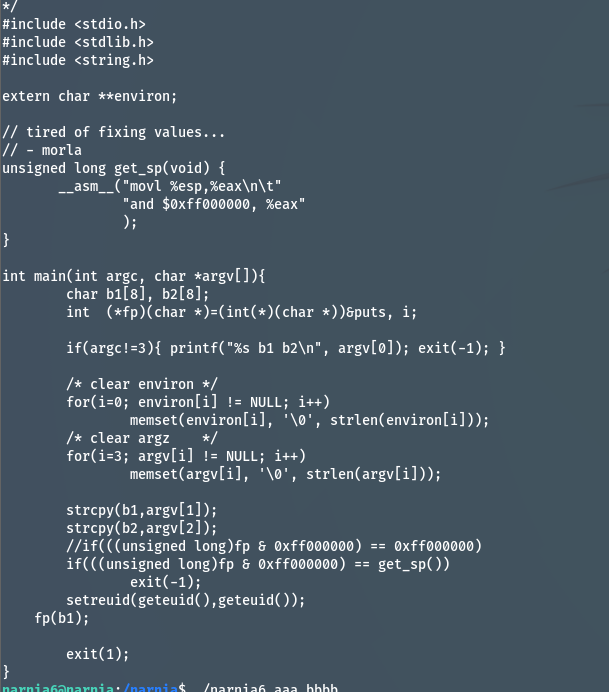 */
#include <stdio.h>
#include <stdlib.h>
#include <string.h>

extern char **environ;

// tired of fixing values...
// - morla
unsigned long get_sp(void) {
       __asm__("movl %esp,%eax\n\t"
               "and $0xff000000, %eax"
               );
}

int main(int argc, char *argv[]){
        char b1[8], b2[8];
        int  (*fp)(char *)=(int(*)(char *))&puts, i;

        if(argc!=3){ printf("%s b1 b2\n", argv[0]); exit(-1); }

        /* clear environ */
        for(i=0; environ[i] != NULL; i++)
                memset(environ[i], '\0', strlen(environ[i]));
        /* clear argz    */
        for(i=3; argv[i] != NULL; i++)
                memset(argv[i], '\0', strlen(argv[i]));

        strcpy(b1,argv[1]);
        strcpy(b2,argv[2]);
        //if(((unsigned long)fp & 0xff000000) == 0xff000000)
        if(((unsigned long)fp & 0xff000000) == get_sp())
                exit(-1);
        setreuid(geteuid(),geteuid());
    fp(b1);

        exit(1);
}
narnia6@narnia:/narnia$ ./narnia6 aaa bbbb